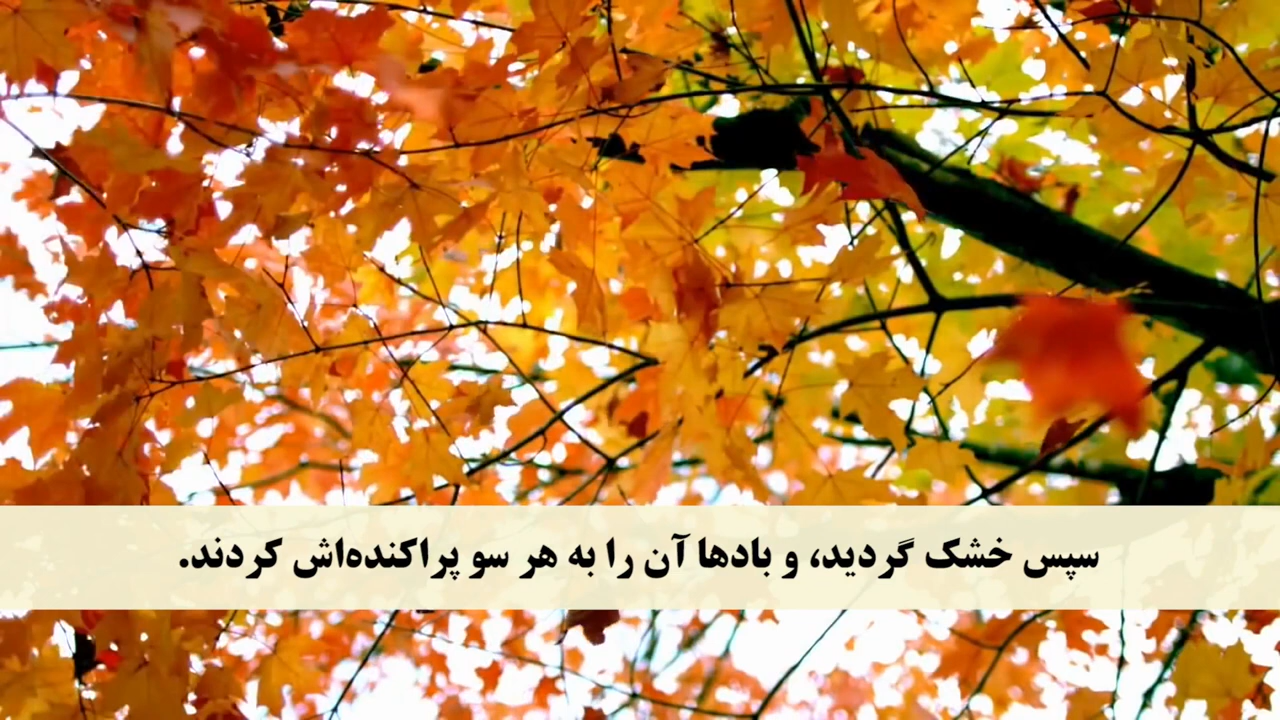 سپس خشک گردید، و بادها آن را به هر سو پراکنده‌اش کردند.